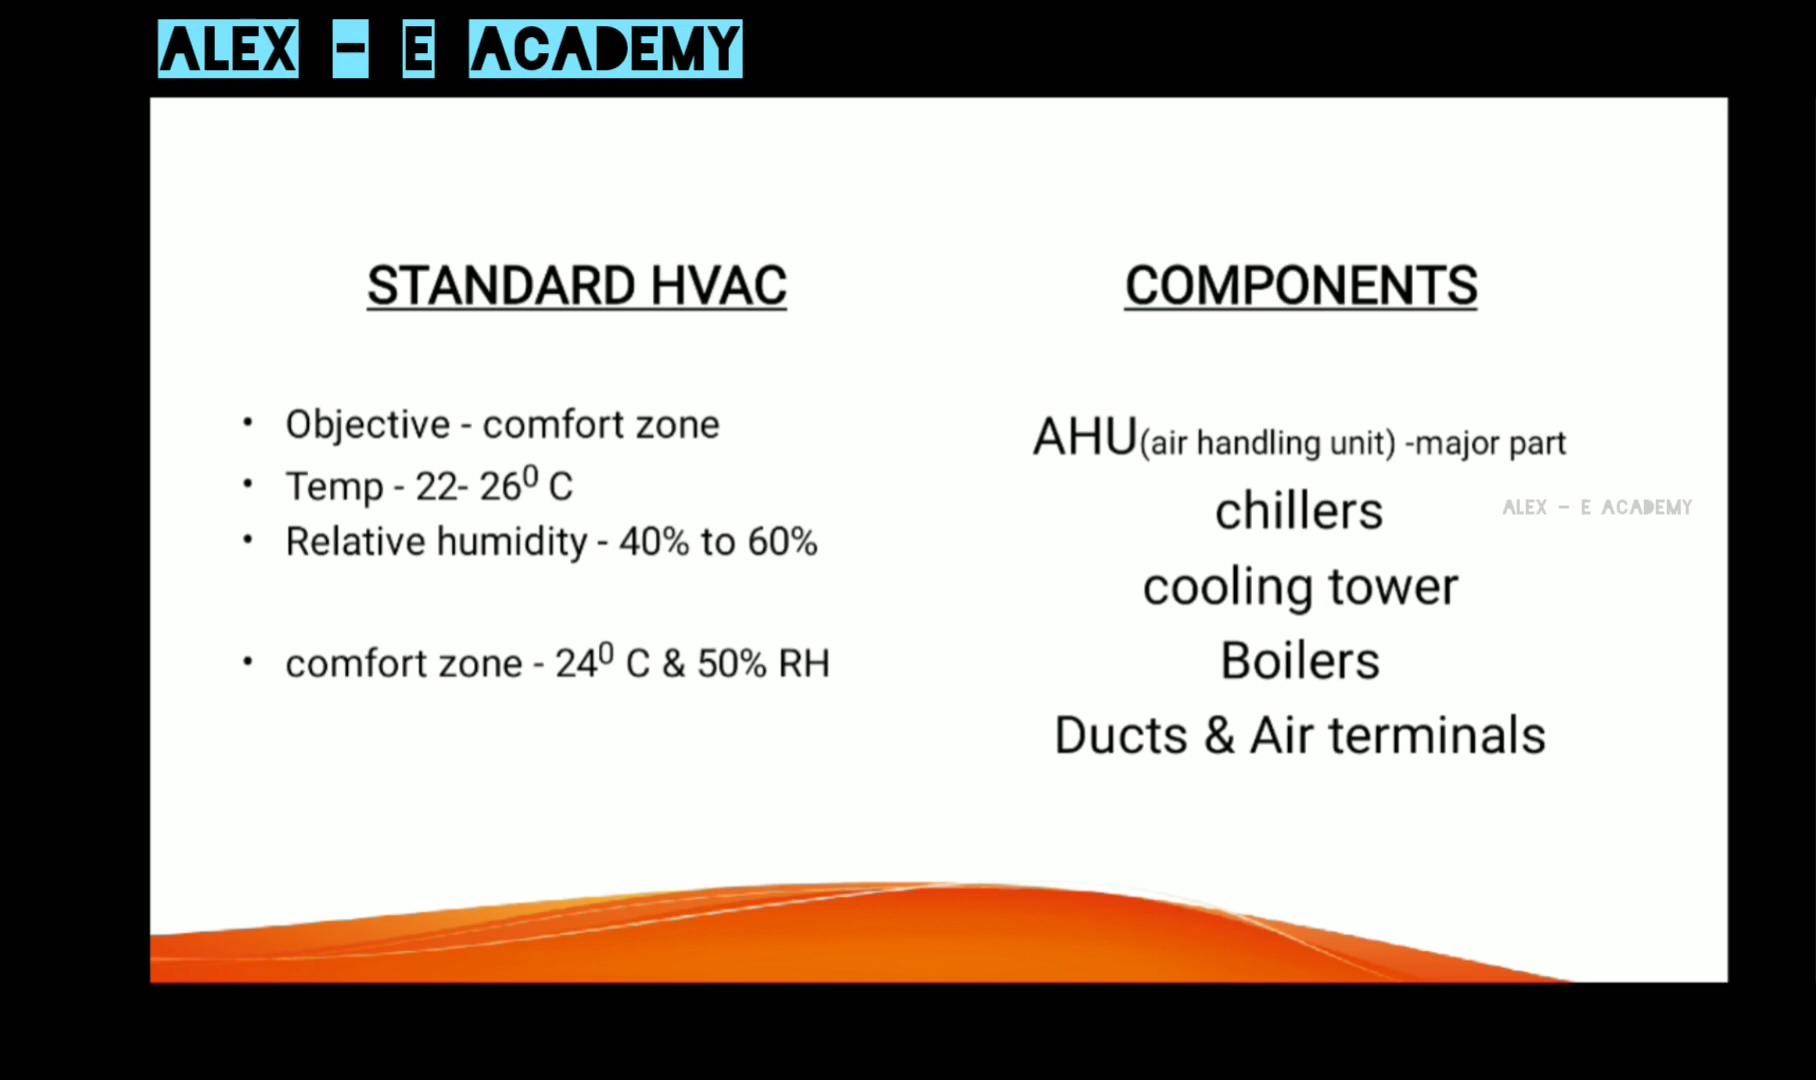 ALEX - E ACADEMY
STANDARD HVAC
• Objective - comfort zone
• Temp - 22- 26⁰ C
• Relative humidity - 40% to 60%
• comfort zone - 24⁰ C & 50% RH
COMPONENTS
AHU(air handling unit) -major part
chillers
ALEX - E ACADEMY
cooling tower
Boilers
Ducts & Air terminals